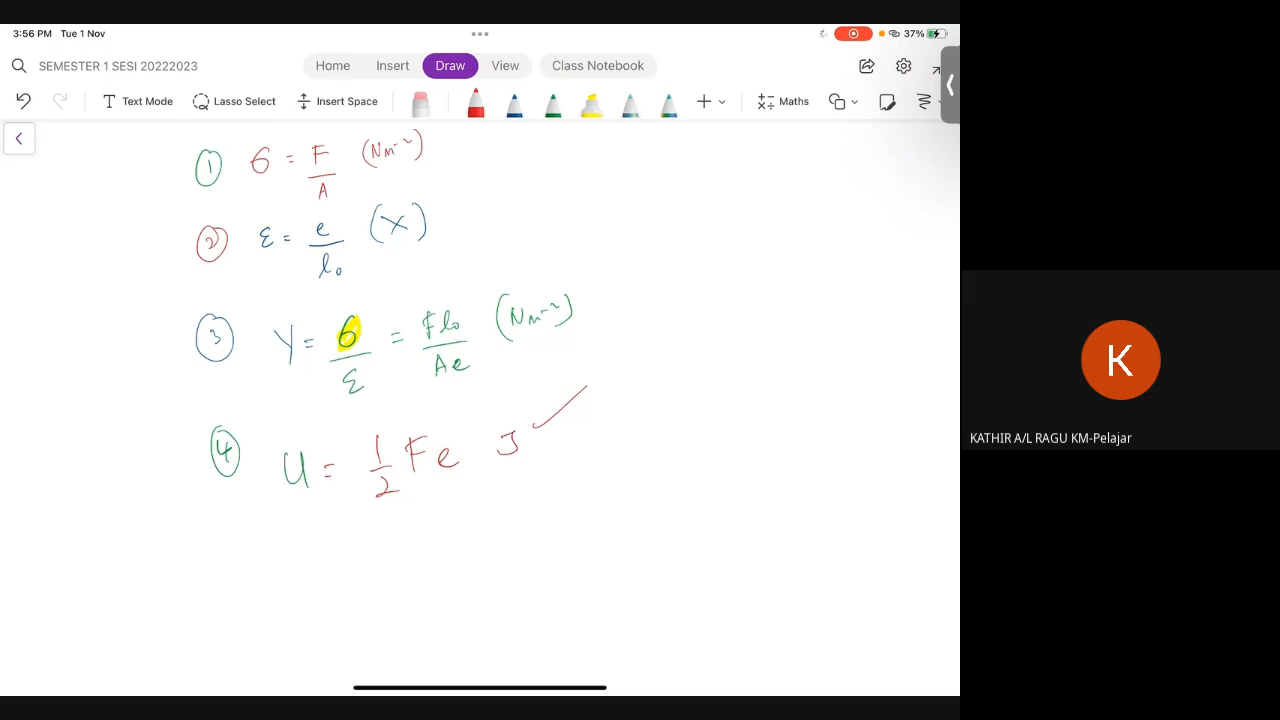 3:56 PM Tue 1 Nov
37%
SEMESTER 1 SESI 20222023
Home Insert Draw View Class Notebook
Text Mode Lasso Select Insert Space Maths
① σ = F/A (Nm⁻²)
② ε = e/l₀ (X)
③ Y = σ/ε = Fl₀/Ae (Nm⁻²)
④ U = 1/2 Fe J ✓
K
KATHIR A/L RAGU KM-Pelajar